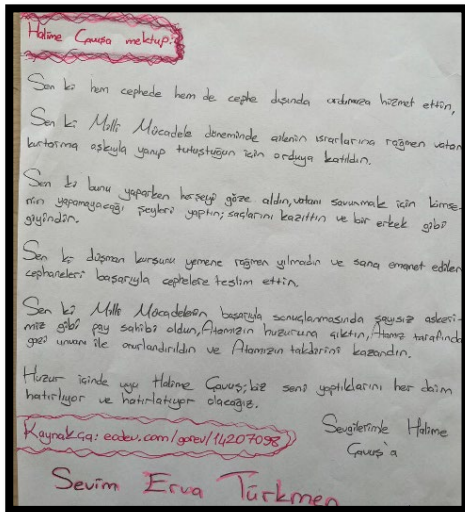 Halime Çavuşa mektup:
Sen ki hem cephede hem de cephe dışında ordumuza hizmet ettin,
Sen ki Milli Mücadele döneminde ailenin ısrarlarına rağmen vatan
kurtarma aşkıyla yanıp tutuştuğun için orduya katıldın.
Sen ki bunu yaparken herşeyi göze aldın, vatanı savunmak için kimse-
nin yapamayacağı şeyleri yaptın; saçlarını kazıttın ve bir erkek gibi
giyindin.
Sen ki düşman kurşunu yemene rağmen yılmadın ve sana emanet edilen
cephaneleri başarıyla cephelere teslim ettin.
Sen ki Milli Mücadelenin başarıyla sonuçlanmasında sayısız askeri-
miz gibi pay sahibi oldun, Atamızın huzuruna çıktın, Atamız tarafında
gazi unvanı ile onurlandırıldın ve Atamızın takdirini kazandın.
Huzur içinde uyu Halime Çavuş; biz seni yaptıklarını her daim
hatırlıyor ve hatırlatıyor olacağız.
Kaynakça: eodev.com/gorev/14207098
Sevgilerimle Halime
Çavuş'a
Sevim Erva Türkmen